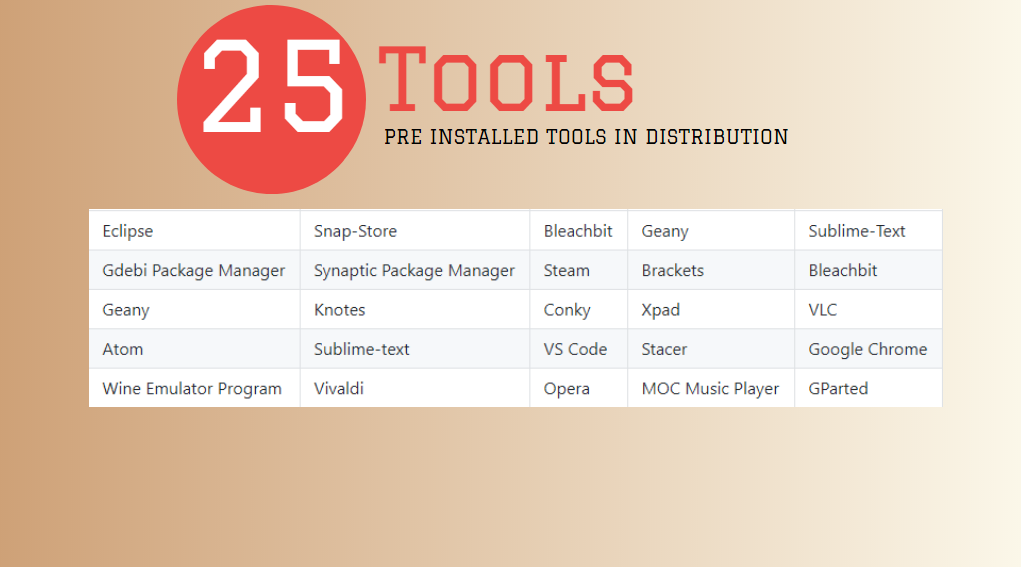 25 Tools
PRE INSTALLED TOOLS IN DISTRIBUTION
Eclipse Snap-Store Bleachbit Geany Sublime-Text
Gdebi Package Manager Synaptic Package Manager Steam Brackets Bleachbit
Geany Knotes Conky Xpad VLC
Atom Sublime-text VS Code Stacer Google Chrome
Wine Emulator Program Vivaldi Opera MOC Music Player GParted